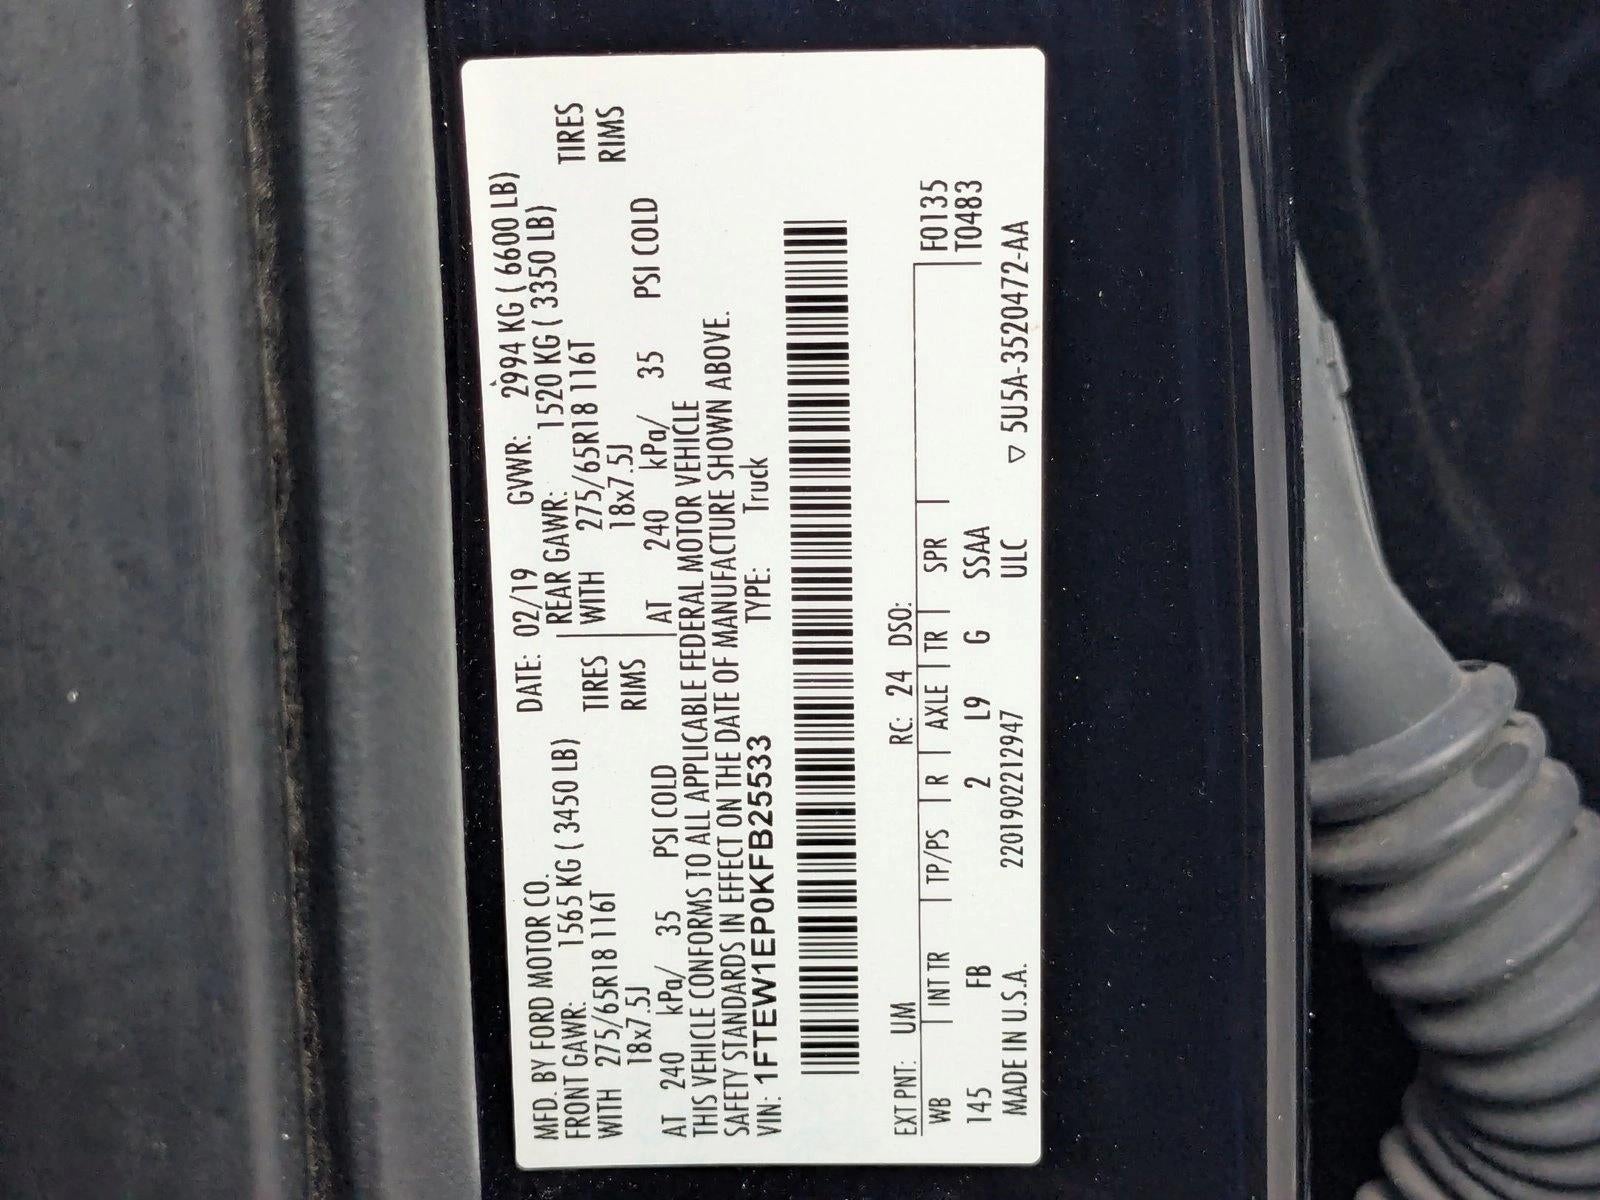 MFD. BY FORD MOTOR CO. DATE: 02/19 GVWR: 2994 KG ( 6600 LB)
FRONT GAWR: 1565 KG ( 3450 LB) REAR GAWR: 1520 KG ( 3350 LB)
WITH 275/65R18 116T TIRES WITH 275/65R18 116T TIRES
18x7.5J RIMS 18x7.5J RIMS
AT 240 kPa/ 35 PSI COLD AT 240 kPa/ 35 PSI COLD
THIS VEHICLE CONFORMS TO ALL APPLICABLE FEDERAL MOTOR VEHICLE
SAFETY STANDARDS IN EFFECT ON THE DATE OF MANUFACTURE SHOWN ABOVE.
VIN: 1FTEW1EP0KFB25533 TYPE: Truck
EXT PNT: UM RC: 24 DSO:
WB INT TR TP/PS R AXLE TR SPR F0135
145 FB 2 L9 G SSAA T0483
MADE IN U.S.A. 2201902212947 ULC ▽ 5U5A-3520472-AA